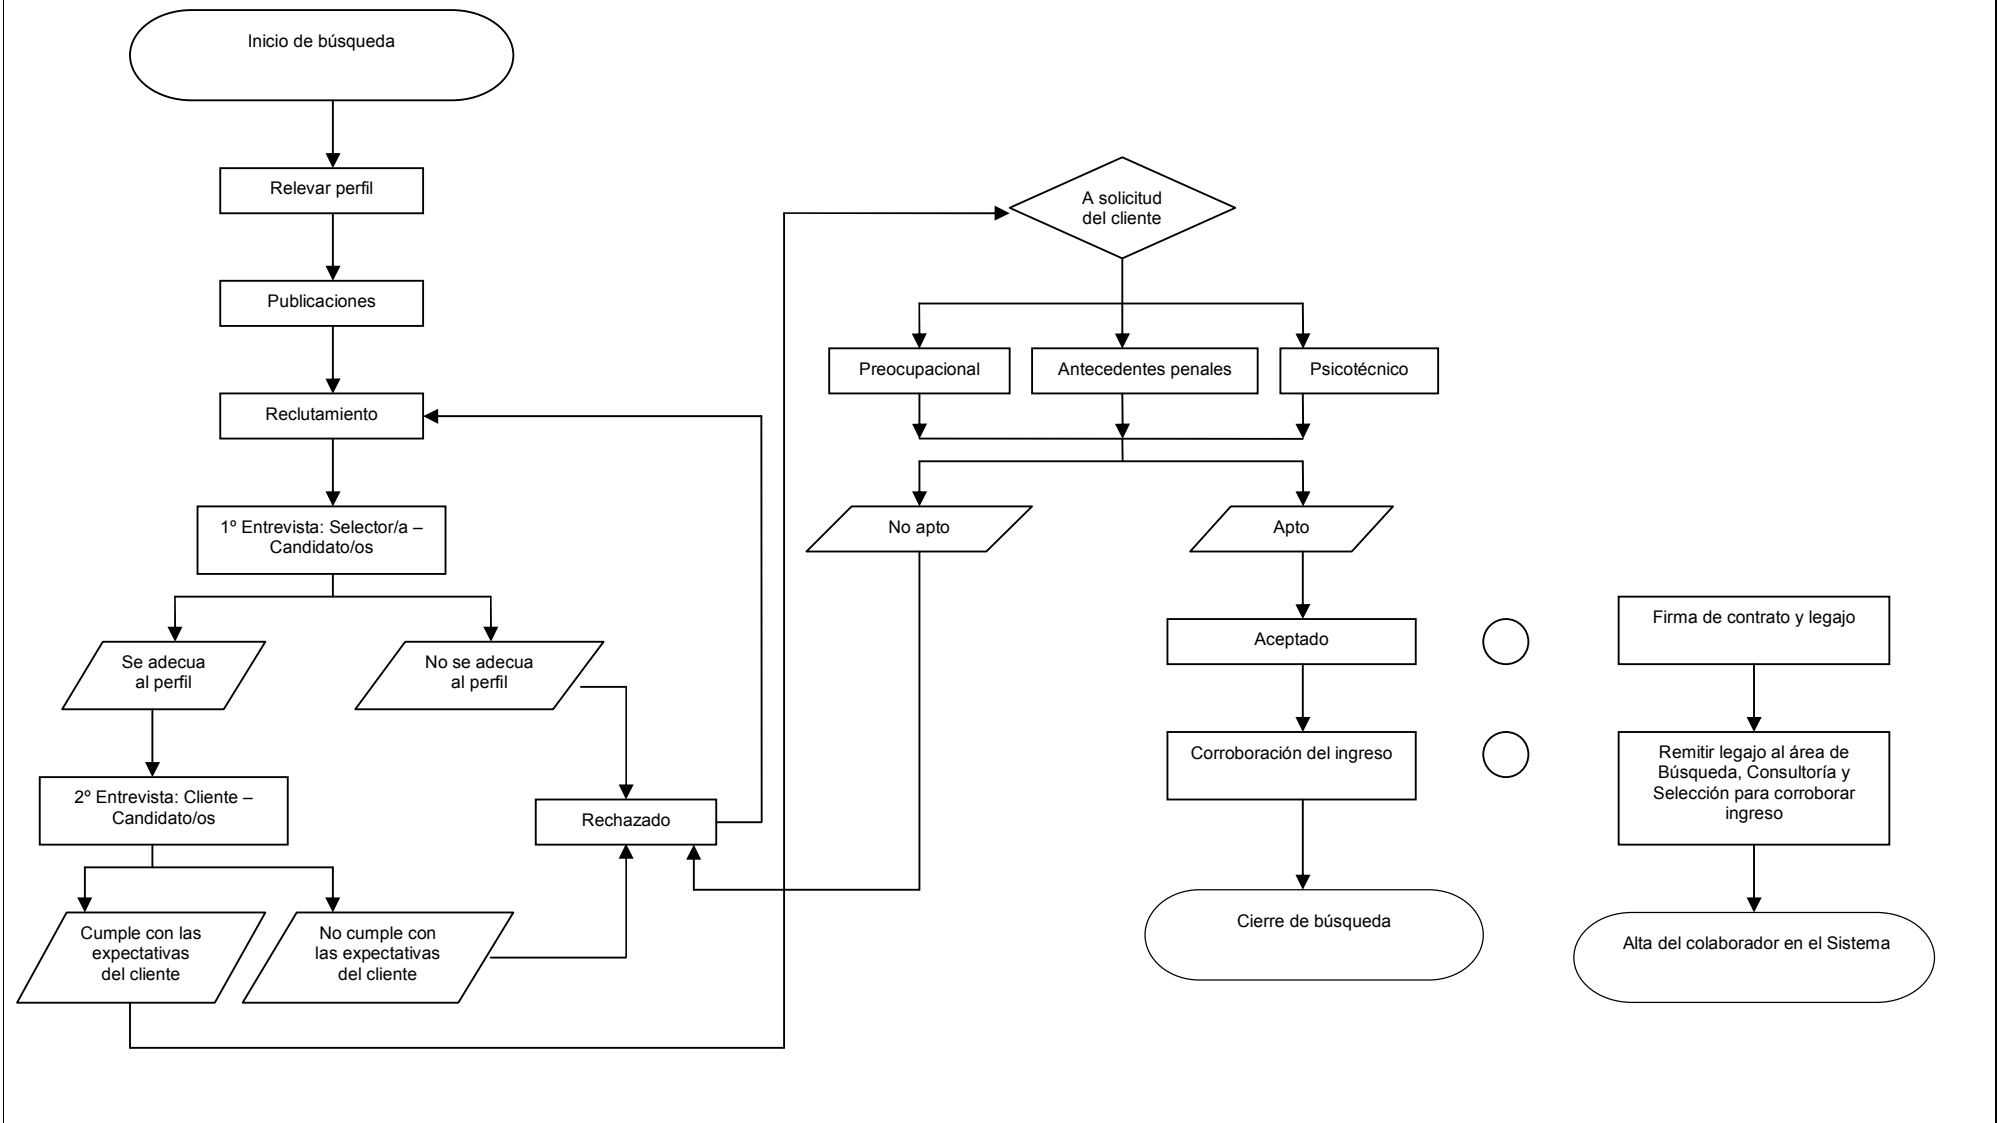 Inicio de búsqueda
Relevar perfil
Publicaciones
Reclutamiento
1º Entrevista: Selector/a –
Candidato/os
Se adecua
al perfil
No se adecua
al perfil
2º Entrevista: Cliente –
Candidato/os
Rechazado
Cumple con las
expectativas
del cliente
No cumple con
las expectativas
del cliente
A solicitud
del cliente
Preocupacional
Antecedentes penales
Psicotécnico
No apto
Apto
Aceptado
Corroboración del ingreso
Cierre de búsqueda
Firma de contrato y legajo
Remitir legajo al área de
Búsqueda, Consultoría y
Selección para corroborar
ingreso
Alta del colaborador en el Sistema